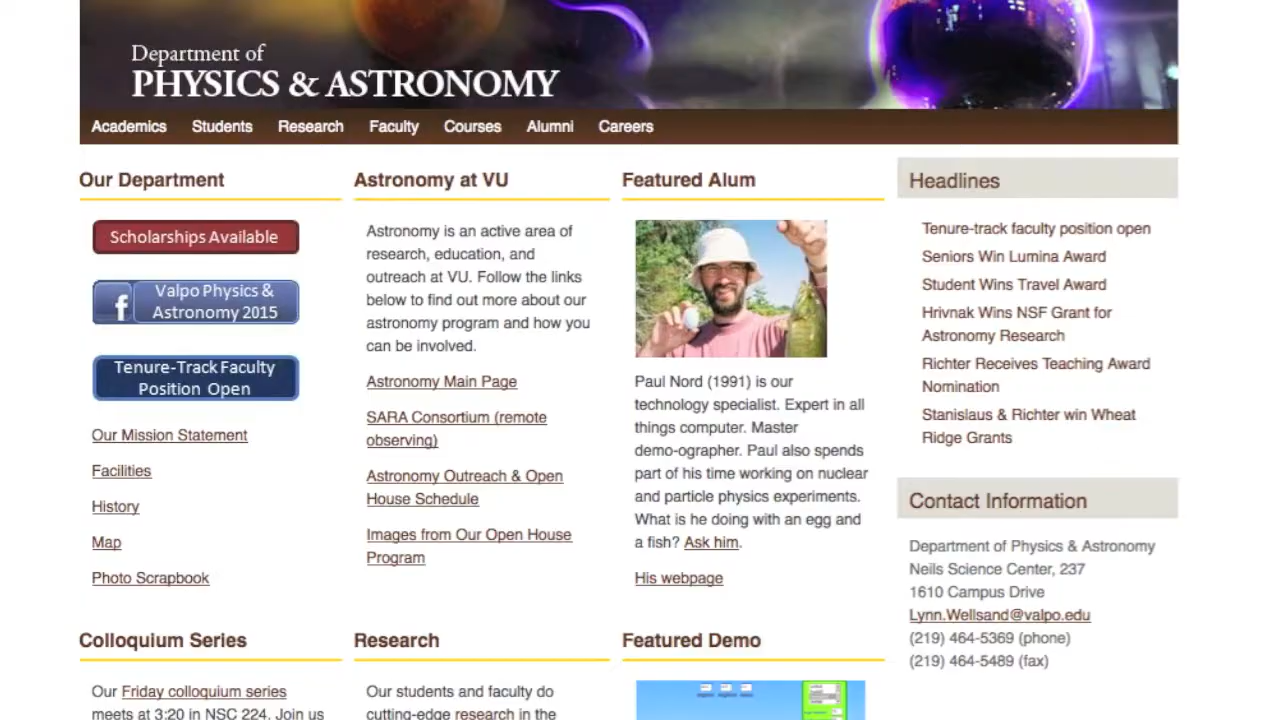 Department of
PHYSICS & ASTRONOMY
Academics Students Research Faculty Courses Alumni Careers
Our Department
Scholarships Available
f
Valpo Physics &
Astronomy 2015
Tenure-Track Faculty
Position Open
Our Mission Statement
Facilities
History
Map
Photo Scrapbook
Astronomy at VU
Astronomy is an active area of
research, education, and
outreach at VU. Follow the links
below to find out more about our
astronomy program and how you
can be involved.
Astronomy Main Page
SARA Consortium (remote
observing)
Astronomy Outreach & Open
House Schedule
Images from Our Open House
Program
Featured Alum
Paul Nord (1991) is our
technology specialist. Expert in all
things computer. Master
demo-ographer. Paul also spends
part of his time working on nuclear
and particle physics experiments.
What is he doing with an egg and
a fish? Ask him.
His webpage
Headlines
Tenure-track faculty position open
Seniors Win Lumina Award
Student Wins Travel Award
Hrivnak Wins NSF Grant for
Astronomy Research
Richter Receives Teaching Award
Nomination
Stanislaus & Richter win Wheat
Ridge Grants
Contact Information
Department of Physics & Astronomy
Neils Science Center, 237
1610 Campus Drive
Lynn.Wellsand@valpo.edu
(219) 464-5369 (phone)
(219) 464-5489 (fax)
Colloquium Series
Our Friday colloquium series
meets at 3:20 in NSC 224. Join us
Research
Our students and faculty do
cutting-edge research in the
Featured Demo